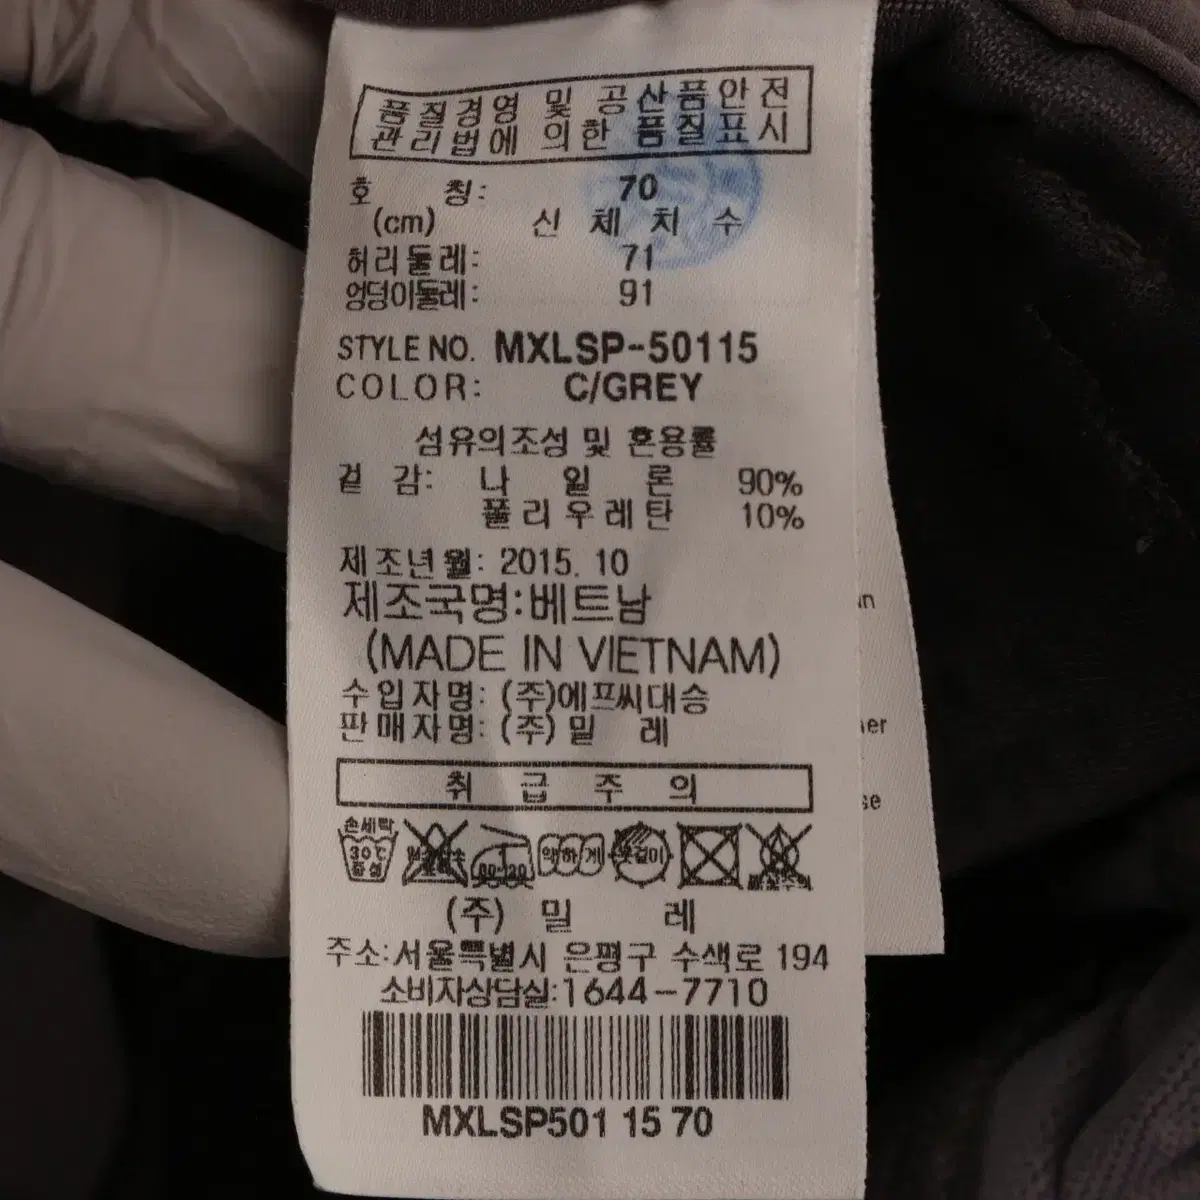 품질경영 및 공산품안전
관리법에 의한 품질표시
호 칭: 70
(cm) 신체치수
허리둘레: 71
엉덩이둘레: 91
STYLE NO. MXLSP-50115
COLOR: C/GREY
섬유의조성 및 혼용률
겉감: 나일론 90%
폴리우레탄 10%
제조년월: 2015. 10
제조국명:베트남
(MADE IN VIETNAM)
수입자명: (주)에프씨대승
판매자명: (주)밀 레
취급주의
손세탁
30℃
중성
약하게
옷걸이
(주) 밀 레
주소:서울특별시 은평구 수색로 194
소비자상담실:1644-7710
MXLSP501 15 70